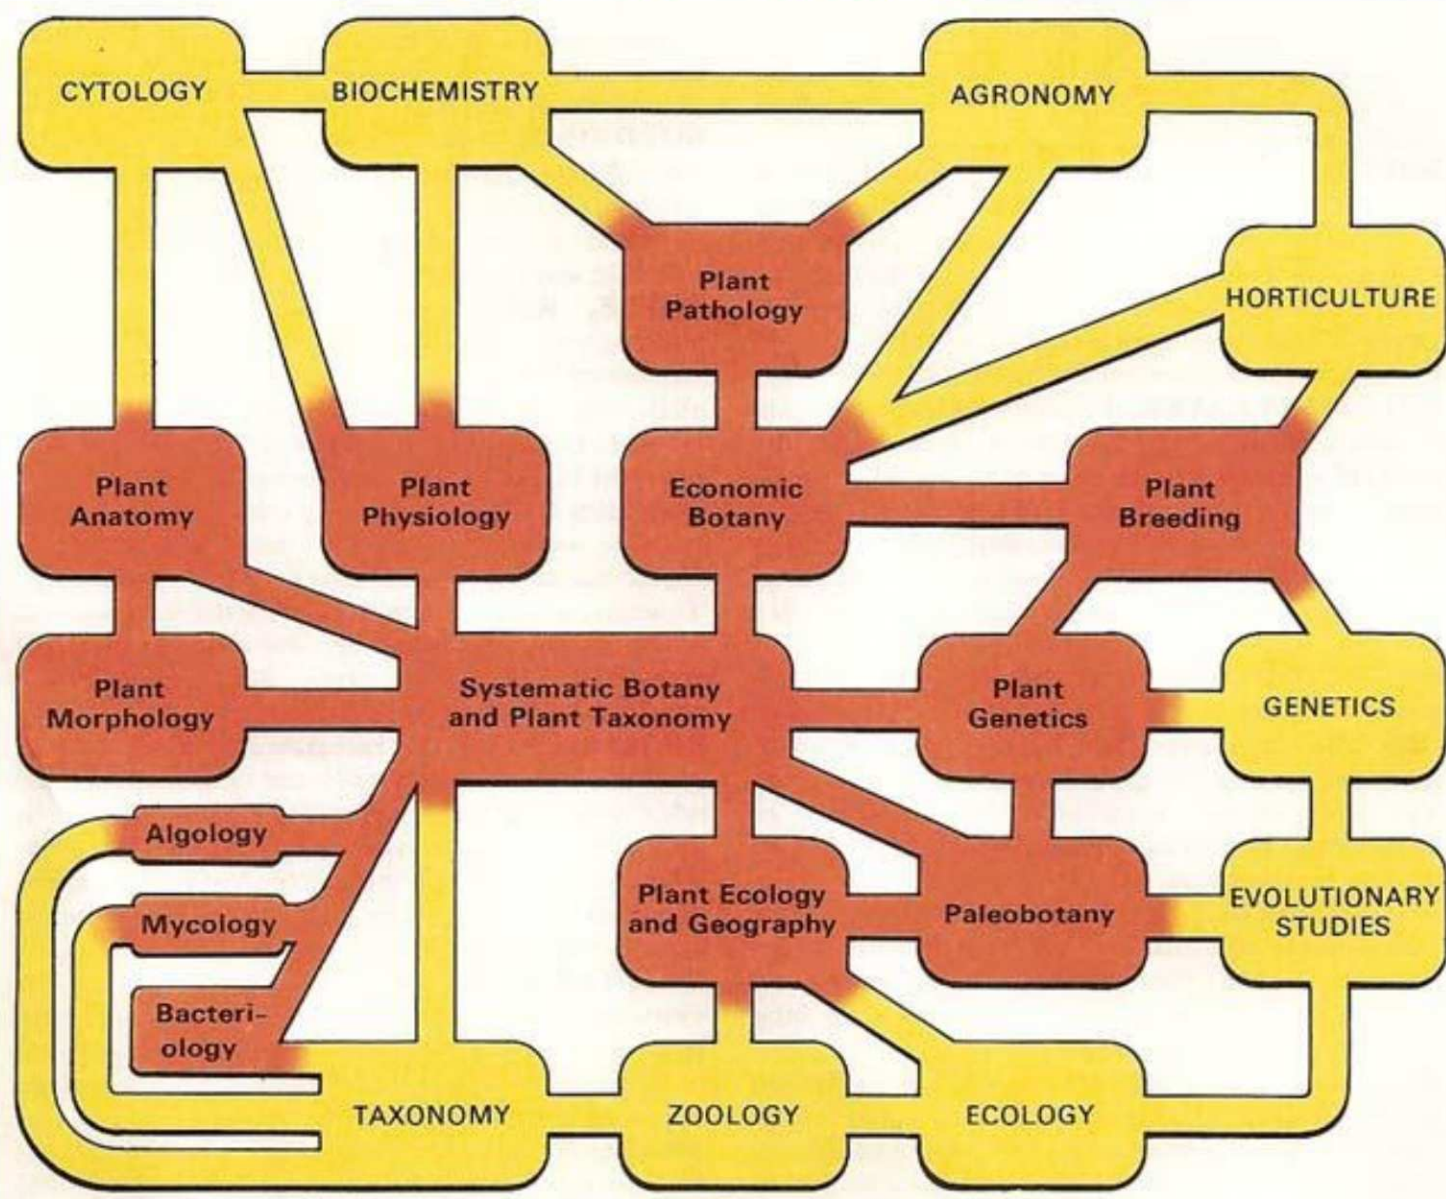 CYTOLOGY
BIOCHEMISTRY
AGRONOMY
Plant
Pathology
HORTICULTURE
Plant
Anatomy
Plant
Physiology
Economic
Botany
Plant
Breeding
Plant
Morphology
Systematic Botany
and Plant Taxonomy
Plant
Genetics
GENETICS
Algology
Mycology
Bacteri-
ology
Plant Ecology
and Geography
Paleobotany
EVOLUTIONARY
STUDIES
TAXONOMY
ZOOLOGY
ECOLOGY